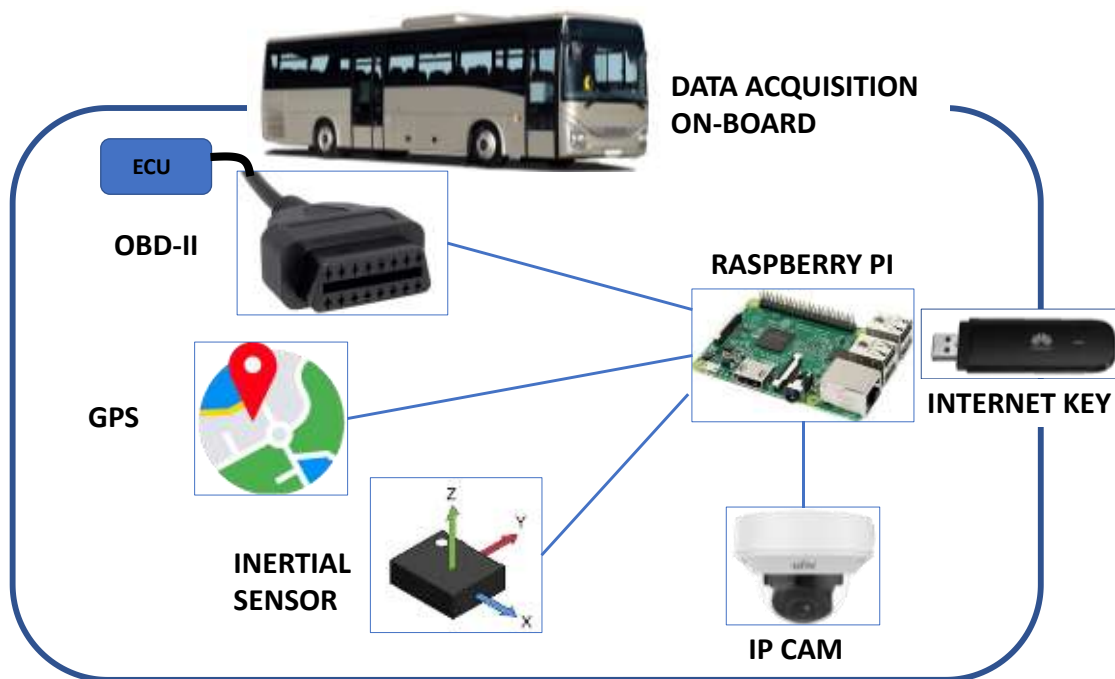 DATA ACQUISITION
ON-BOARD
ECU
OBD-II
RASPBERRY PI
GPS
INTERNET KEY
Z
Y
X
INERTIAL
SENSOR
IP CAM